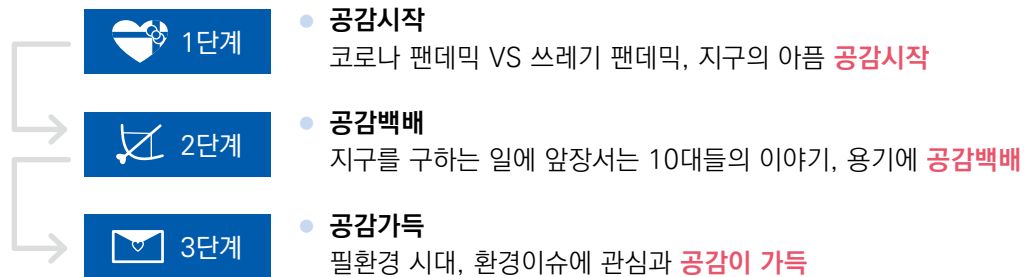 1단계
공감시작
코로나 팬데믹 VS 쓰레기 팬데믹, 지구의 아픔 공감시작
2단계
공감백배
지구를 구하는 일에 앞장서는 10대들의 이야기, 용기에 공감백배
3단계
공감가득
필환경 시대, 환경이슈에 관심과 공감이 가득